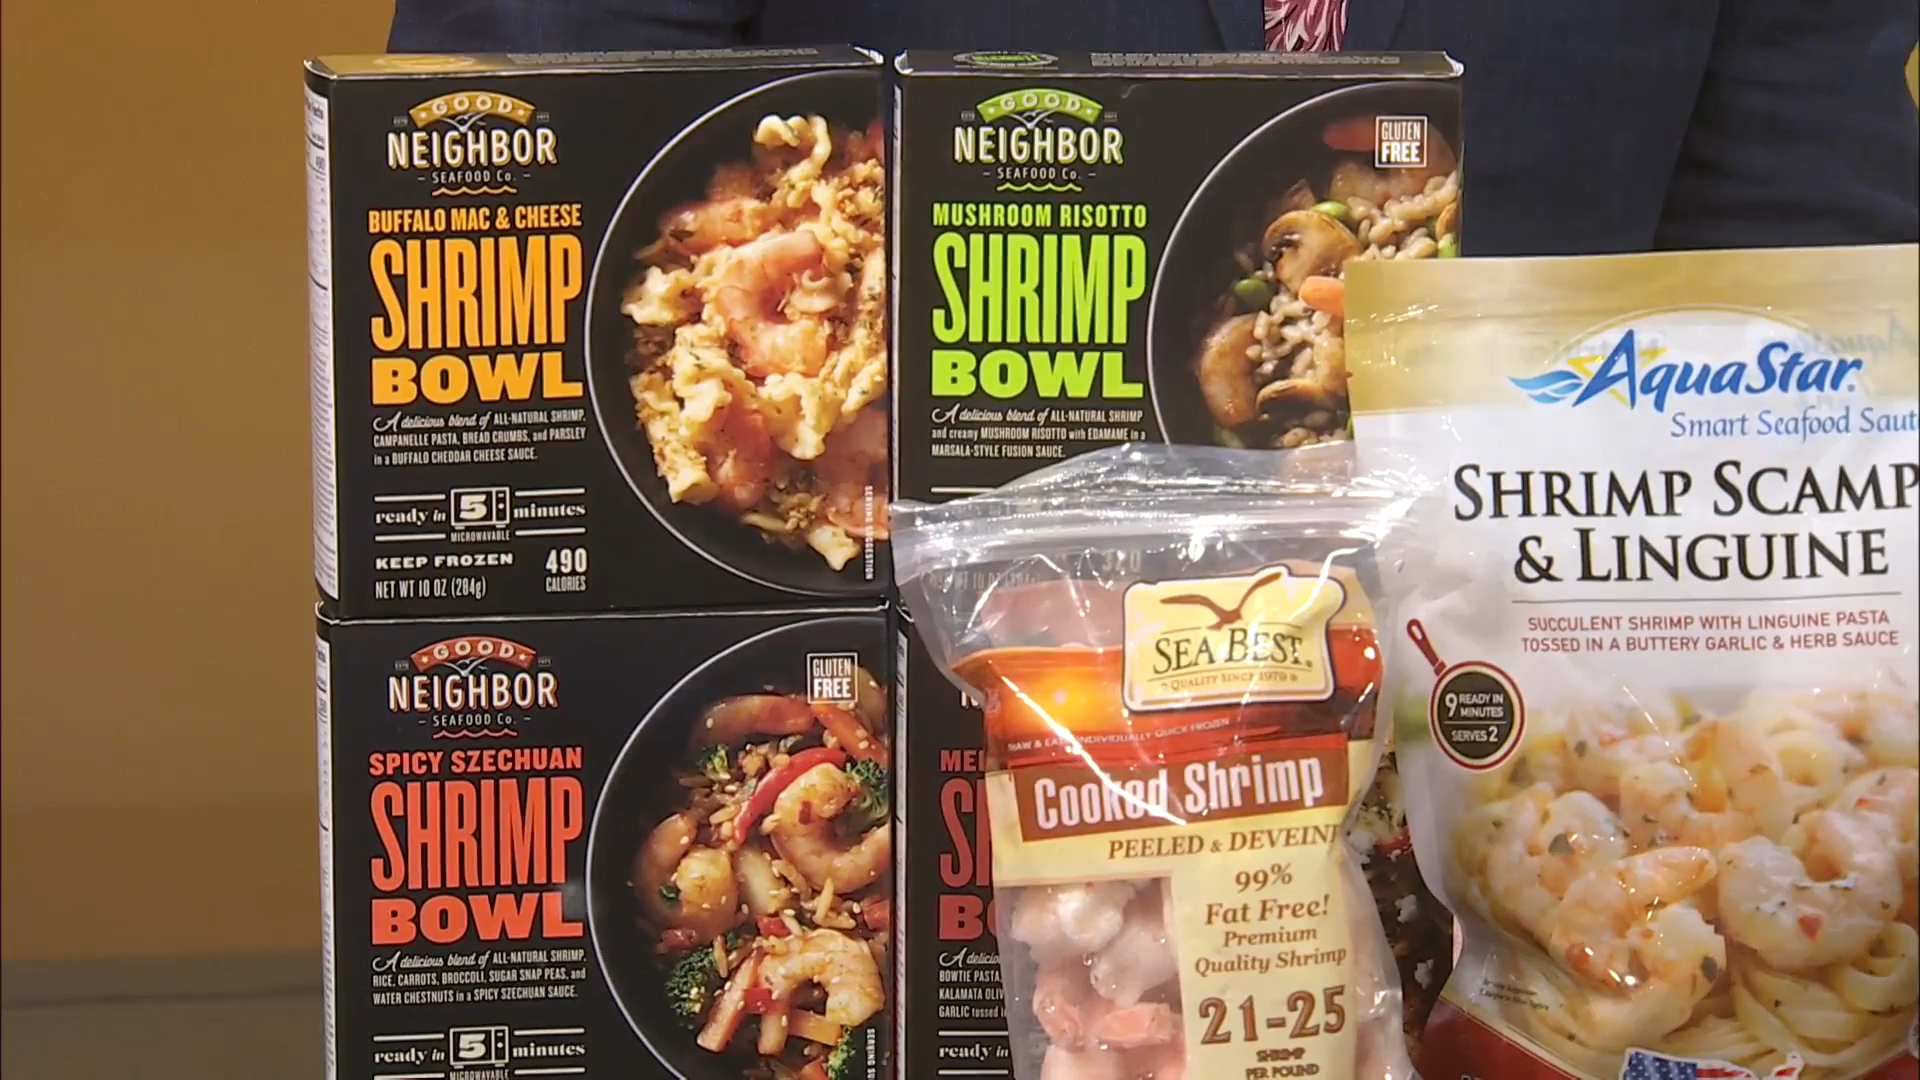 GOOD
NEIGHBOR
SEAFOOD Co.
BUFFALO MAC & CHEESE
SHRIMP
BOWL
A delicious blend of ALL-NATURAL SHRIMP,
CAMPANELLE PASTA, BREAD CRUMBS, and PARSLEY
in a BUFFALO CHEDDAR CHEESE SAUCE.
ready in 5 minutes
MICROWAVABLE
KEEP FROZEN
NET WT 10 OZ (284g)
490
CALORIES
SERVING SUGGESTION
GOOD
NEIGHBOR
SEAFOOD Co.
GLUTEN
FREE
MUSHROOM RISOTTO
SHRIMP
BOWL
A delicious blend of ALL-NATURAL SHRIMP
and creamy MUSHROOM RISOTTO with EDAMAME in a
MARSALA-STYLE FUSION SAUCE.
GOOD
NEIGHBOR
SEAFOOD Co.
GLUTEN
FREE
SPICY SZECHUAN
SHRIMP
BOWL
A delicious blend of ALL-NATURAL SHRIMP,
RICE, CARROTS, BROCCOLI, SUGAR SNAP PEAS, and
WATER CHESTNUTS in a SPICY SZECHUAN SAUCE.
ready in 5 minutes
MICROWAVABLE
BOWTIE PASTA
GARLIC tossed
ready in
SEA BEST
QUALITY SINCE 1979
INDIVIDUALLY QUICK FROZEN
Cooked Shrimp
PEELED & DEVEIN
99%
Fat Free!
Premium
Quality Shrimp
21-25
SHRIMP
PER POUND
AquaStar
Smart Seafood Saut
SHRIMP SCAMP
& LINGUINE
SUCCULENT SHRIMP WITH LINGUINE PASTA
TOSSED IN A BUTTERY GARLIC & HERB SAUCE
9 READY IN
MINUTES
SERVES 2